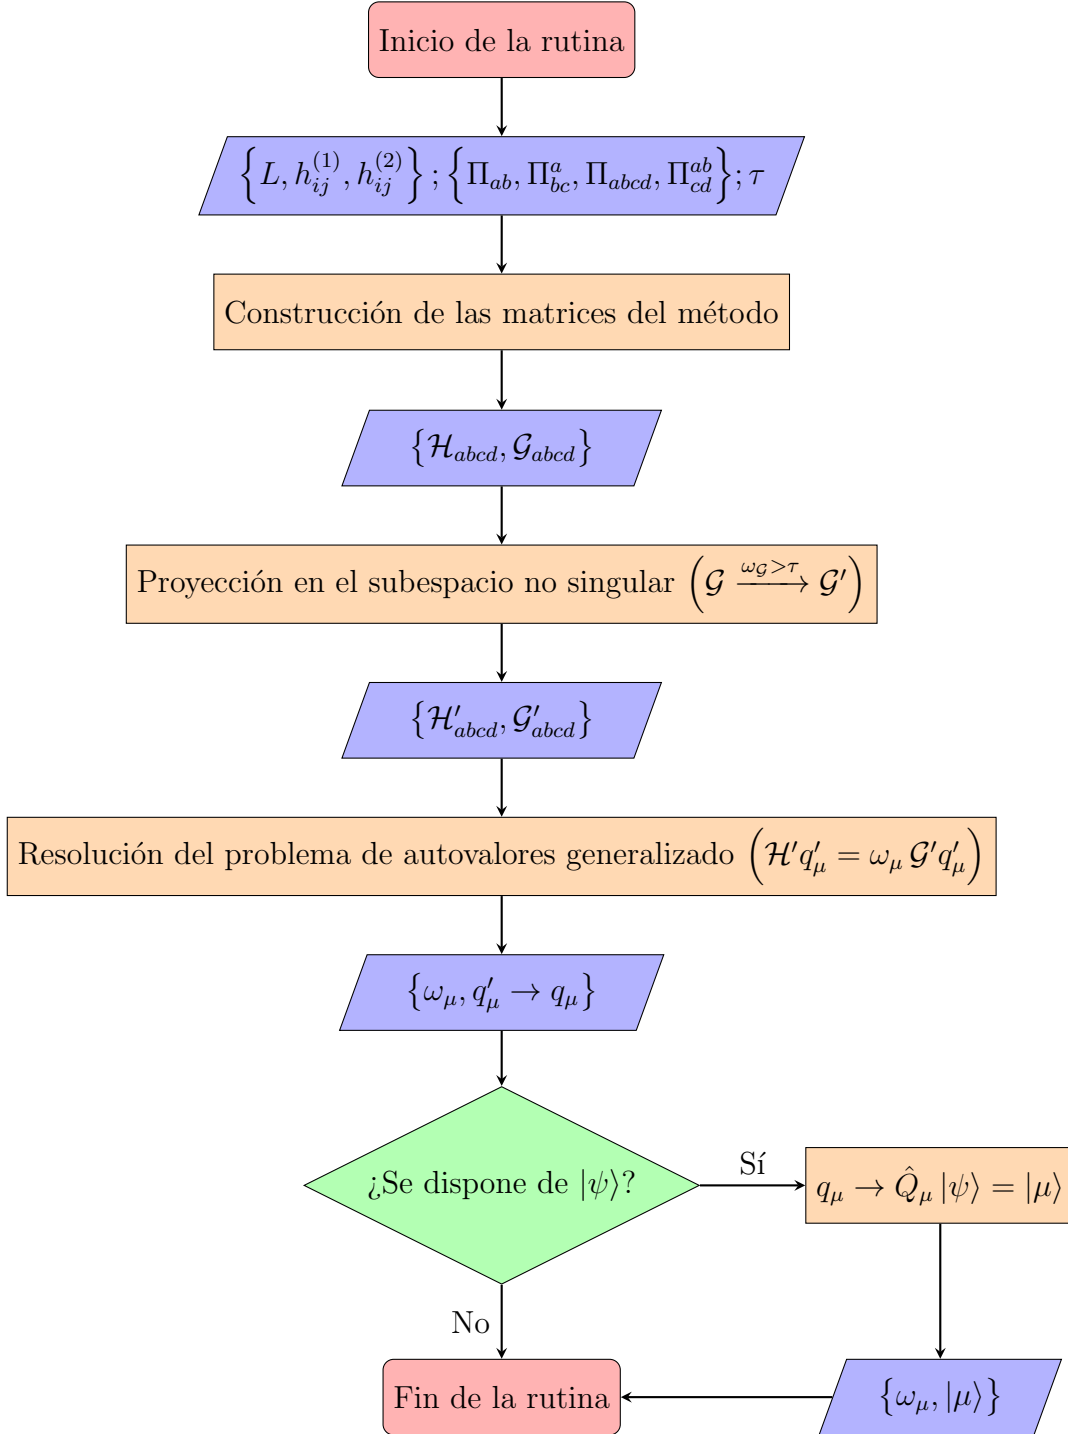 Inicio de la rutina
{L, h_{ij}^{(1)}, h_{ij}^{(2)}} ; {Π_{ab}, Π_{bc}^{a}, Π_{abcd}, Π_{cd}^{ab}}; τ
Construcción de las matrices del método
{ℋ_{abcd}, 𝒢_{abcd}}
Proyección en el subespacio no singular (𝒢 \xrightarrow{ω_𝒢>τ} 𝒢′)
{ℋ′_{abcd}, 𝒢′_{abcd}}
Resolución del problema de autovalores generalizado (ℋ′q′_μ = ω_μ 𝒢′q′_μ)
{ω_μ, q′_μ → q_μ}
¿Se dispone de |ψ⟩?
Sí
q_μ → Q̂_μ |ψ⟩ = |μ⟩
No
Fin de la rutina
{ω_μ, |μ⟩}